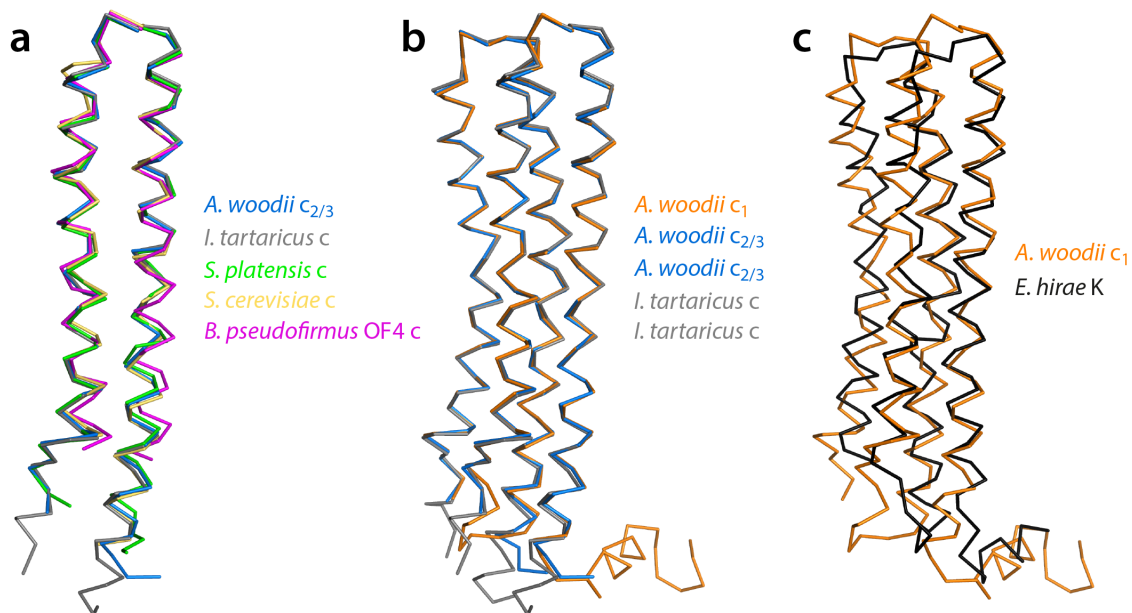 a
A. woodii c2/3
I. tartaricus c
S. platensis c
S. cerevisiae c
B. pseudofirmus OF4 c
b
A. woodii c1
A. woodii c2/3
A. woodii c2/3
I. tartaricus c
I. tartaricus c
c
A. woodii c1
E. hirae K